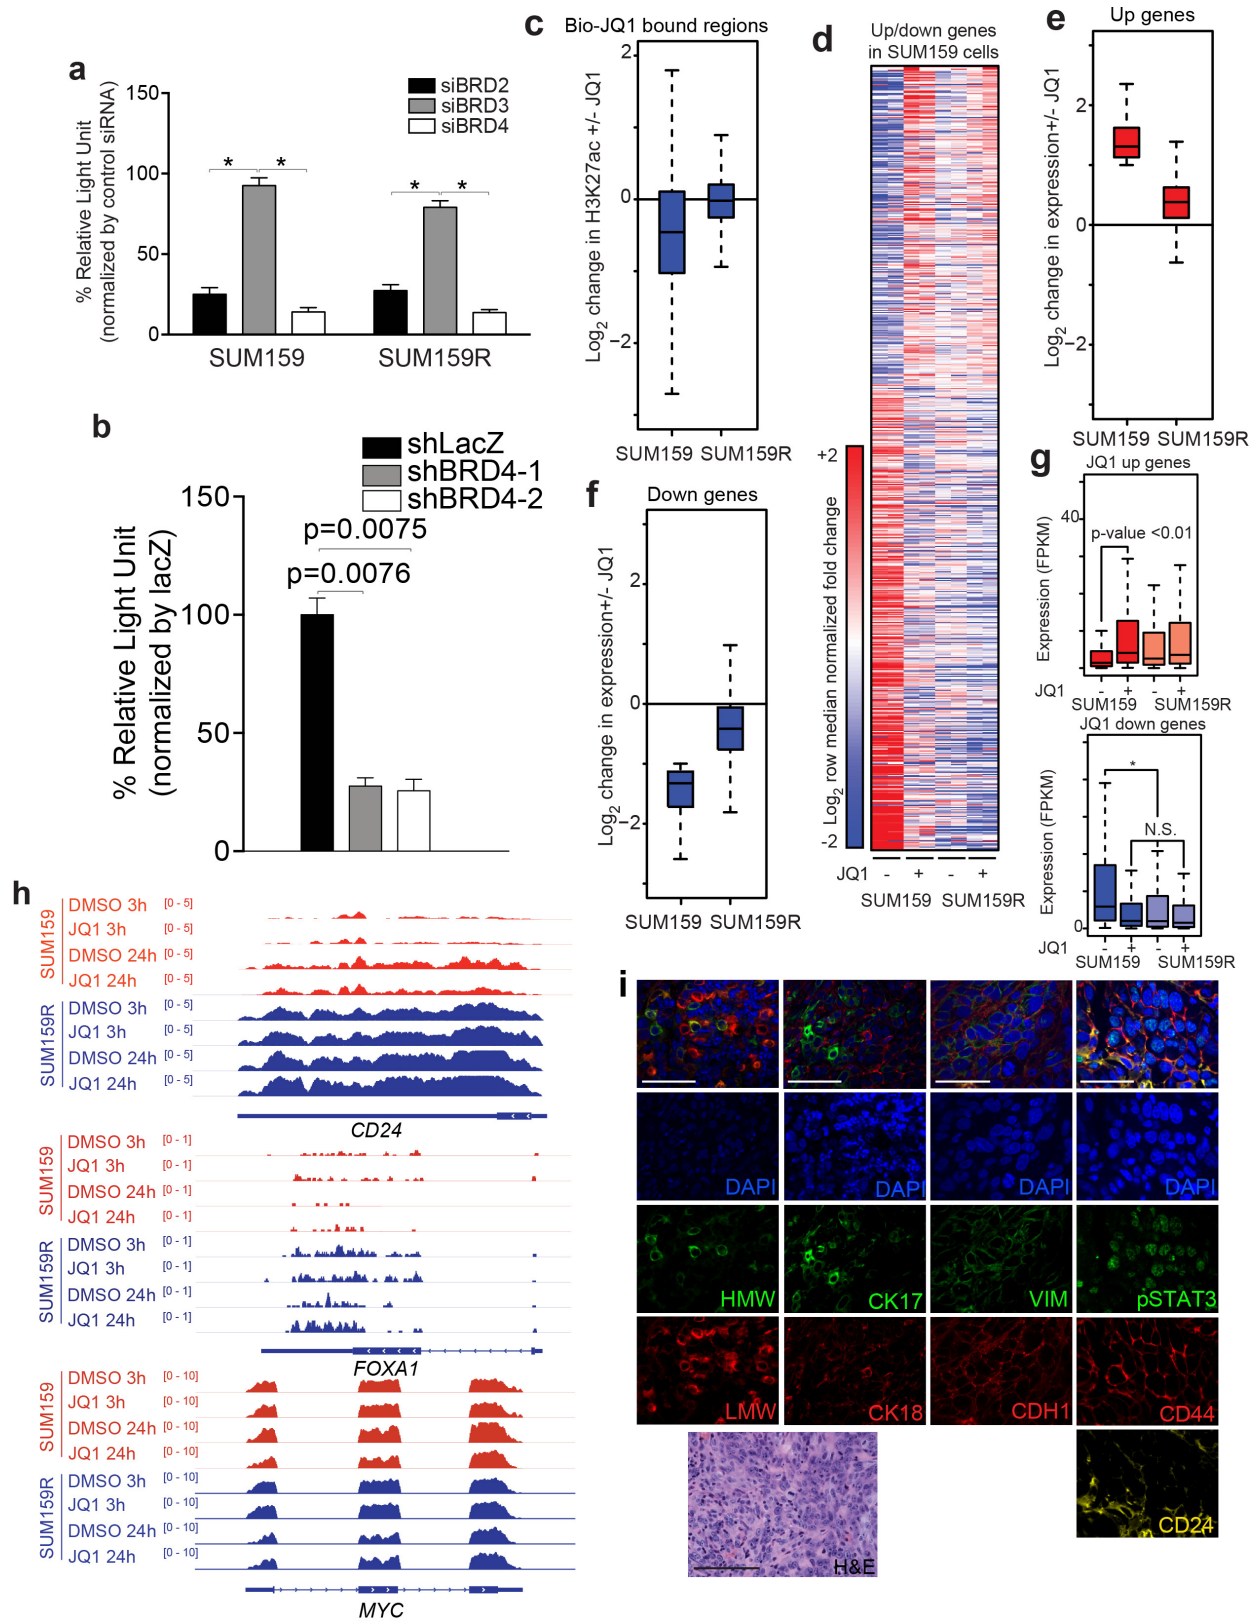 a
siBRD2
siBRD3
siBRD4
% Relative Light Unit
(normalized by control siRNA)
150
100
50
0
* * * *
SUM159 SUM159R
b
shLacZ
shBRD4-1
shBRD4-2
% Relative Light Unit
(normalized by lacZ)
150
100
50
0
p=0.0075
p=0.0076
c
Bio-JQ1 bound regions
Log2 change in H3K27ac +/- JQ1
2
0
−2
SUM159 SUM159R
d
Up/down genes
in SUM159 cells
+2
Log2 row median normalized fold change
-2
JQ1 - + - +
SUM159 SUM159R
e
Up genes
Log2 change in expression+/- JQ1
2
0
−2
SUM159 SUM159R
f
Down genes
Log2 change in expression+/- JQ1
2
0
−2
SUM159 SUM159R
g
JQ1 up genes
Expression (FPKM)
40
p-value <0.01
JQ1 - + - +
SUM159 SUM159R
JQ1 down genes
Expression (FPKM)
*
N.S.
0
JQ1 - + - +
SUM159 SUM159R
h
SUM159
DMSO 3h [0 - 5]
JQ1 3h [0 - 5]
DMSO 24h [0 - 5]
JQ1 24h [0 - 5]
SUM159R
DMSO 3h [0 - 5]
JQ1 3h [0 - 5]
DMSO 24h [0 - 5]
JQ1 24h [0 - 5]
CD24
SUM159
DMSO 3h [0 - 1]
JQ1 3h [0 - 1]
DMSO 24h [0 - 1]
JQ1 24h [0 - 1]
SUM159R
DMSO 3h [0 - 1]
JQ1 3h [0 - 1]
DMSO 24h [0 - 1]
JQ1 24h [0 - 1]
FOXA1
SUM159
DMSO 3h [0 - 10]
JQ1 3h [0 - 10]
DMSO 24h [0 - 10]
JQ1 24h [0 - 10]
SUM159R
DMSO 3h [0 - 10]
JQ1 3h [0 - 10]
DMSO 24h [0 - 10]
JQ1 24h [0 - 10]
MYC
i
DAPI DAPI DAPI DAPI
HMW CK17 VIM pSTAT3
LMW CK18 CDH1 CD44
H&E
CD24